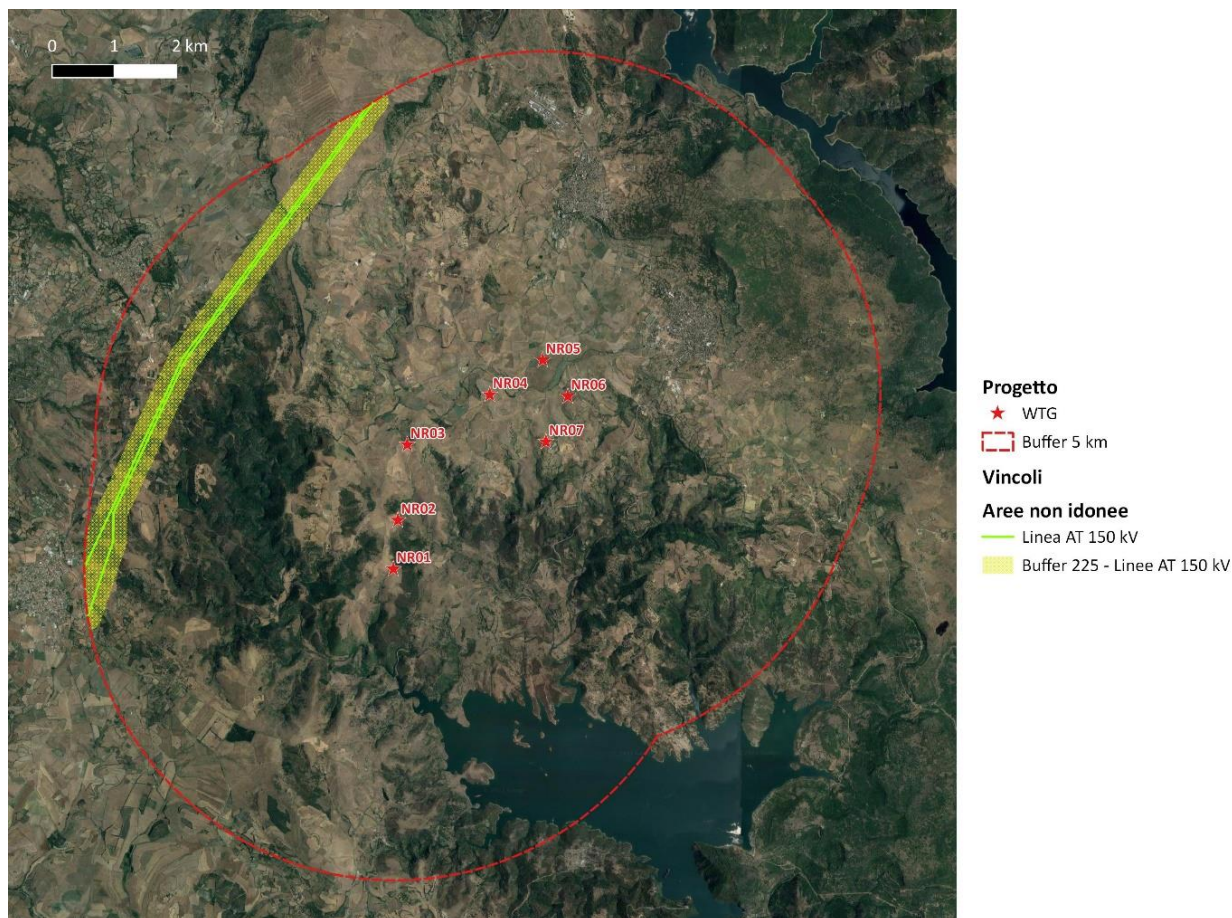 0 1 2 km
NR05
NR04
NR06
NR03
NR07
NR02
NR01
Progetto
WTG
Buffer 5 km
Vincoli
Aree non idonee
Linea AT 150 kV
Buffer 225 - Linee AT 150 kV